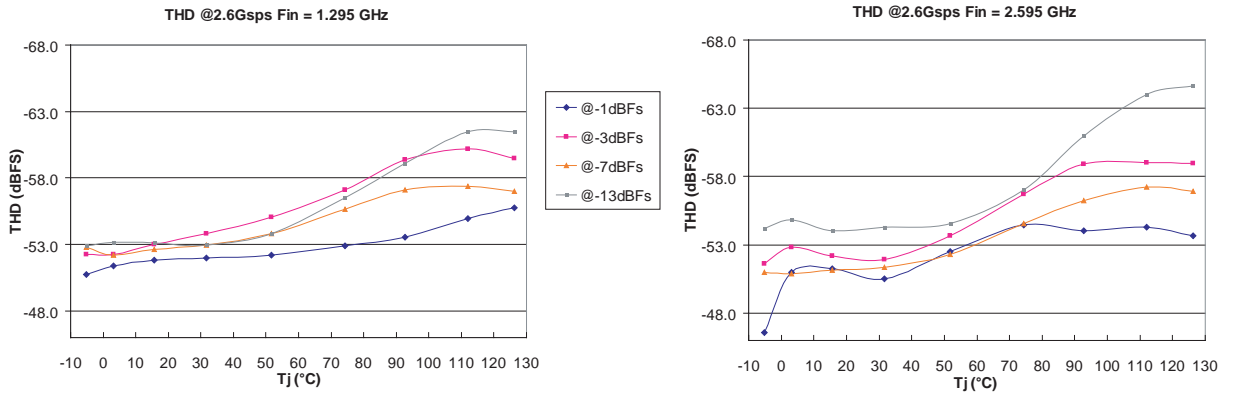 THD @2.6Gsps Fin = 1.295 GHz
-68.0
-63.0
-58.0
-53.0
-48.0
THD (dBFS)
-10 0 10 20 30 40 50 60 70 80 90 100 110 120 130
Tj (°C)
@-1dBFs
@-3dBFs
@-7dBFs
@-13dBFs
THD @2.6Gsps Fin = 2.595 GHz
-68.0
-63.0
-58.0
-53.0
-48.0
THD (dBFS)
-10 0 10 20 30 40 50 60 70 80 90 100 110 120 130
Tj (°C)